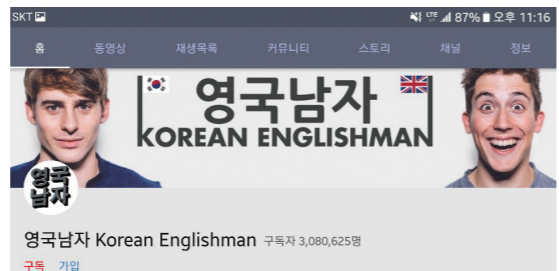 SKT LTE 87% 오후 11:16
홈 동영상 재생목록 커뮤니티 스토리 채널 정보
영국남자
KOREAN ENGLISHMAN
영국
남자
영국남자 Korean Englishman 구독자 3,080,625명
구독 가입